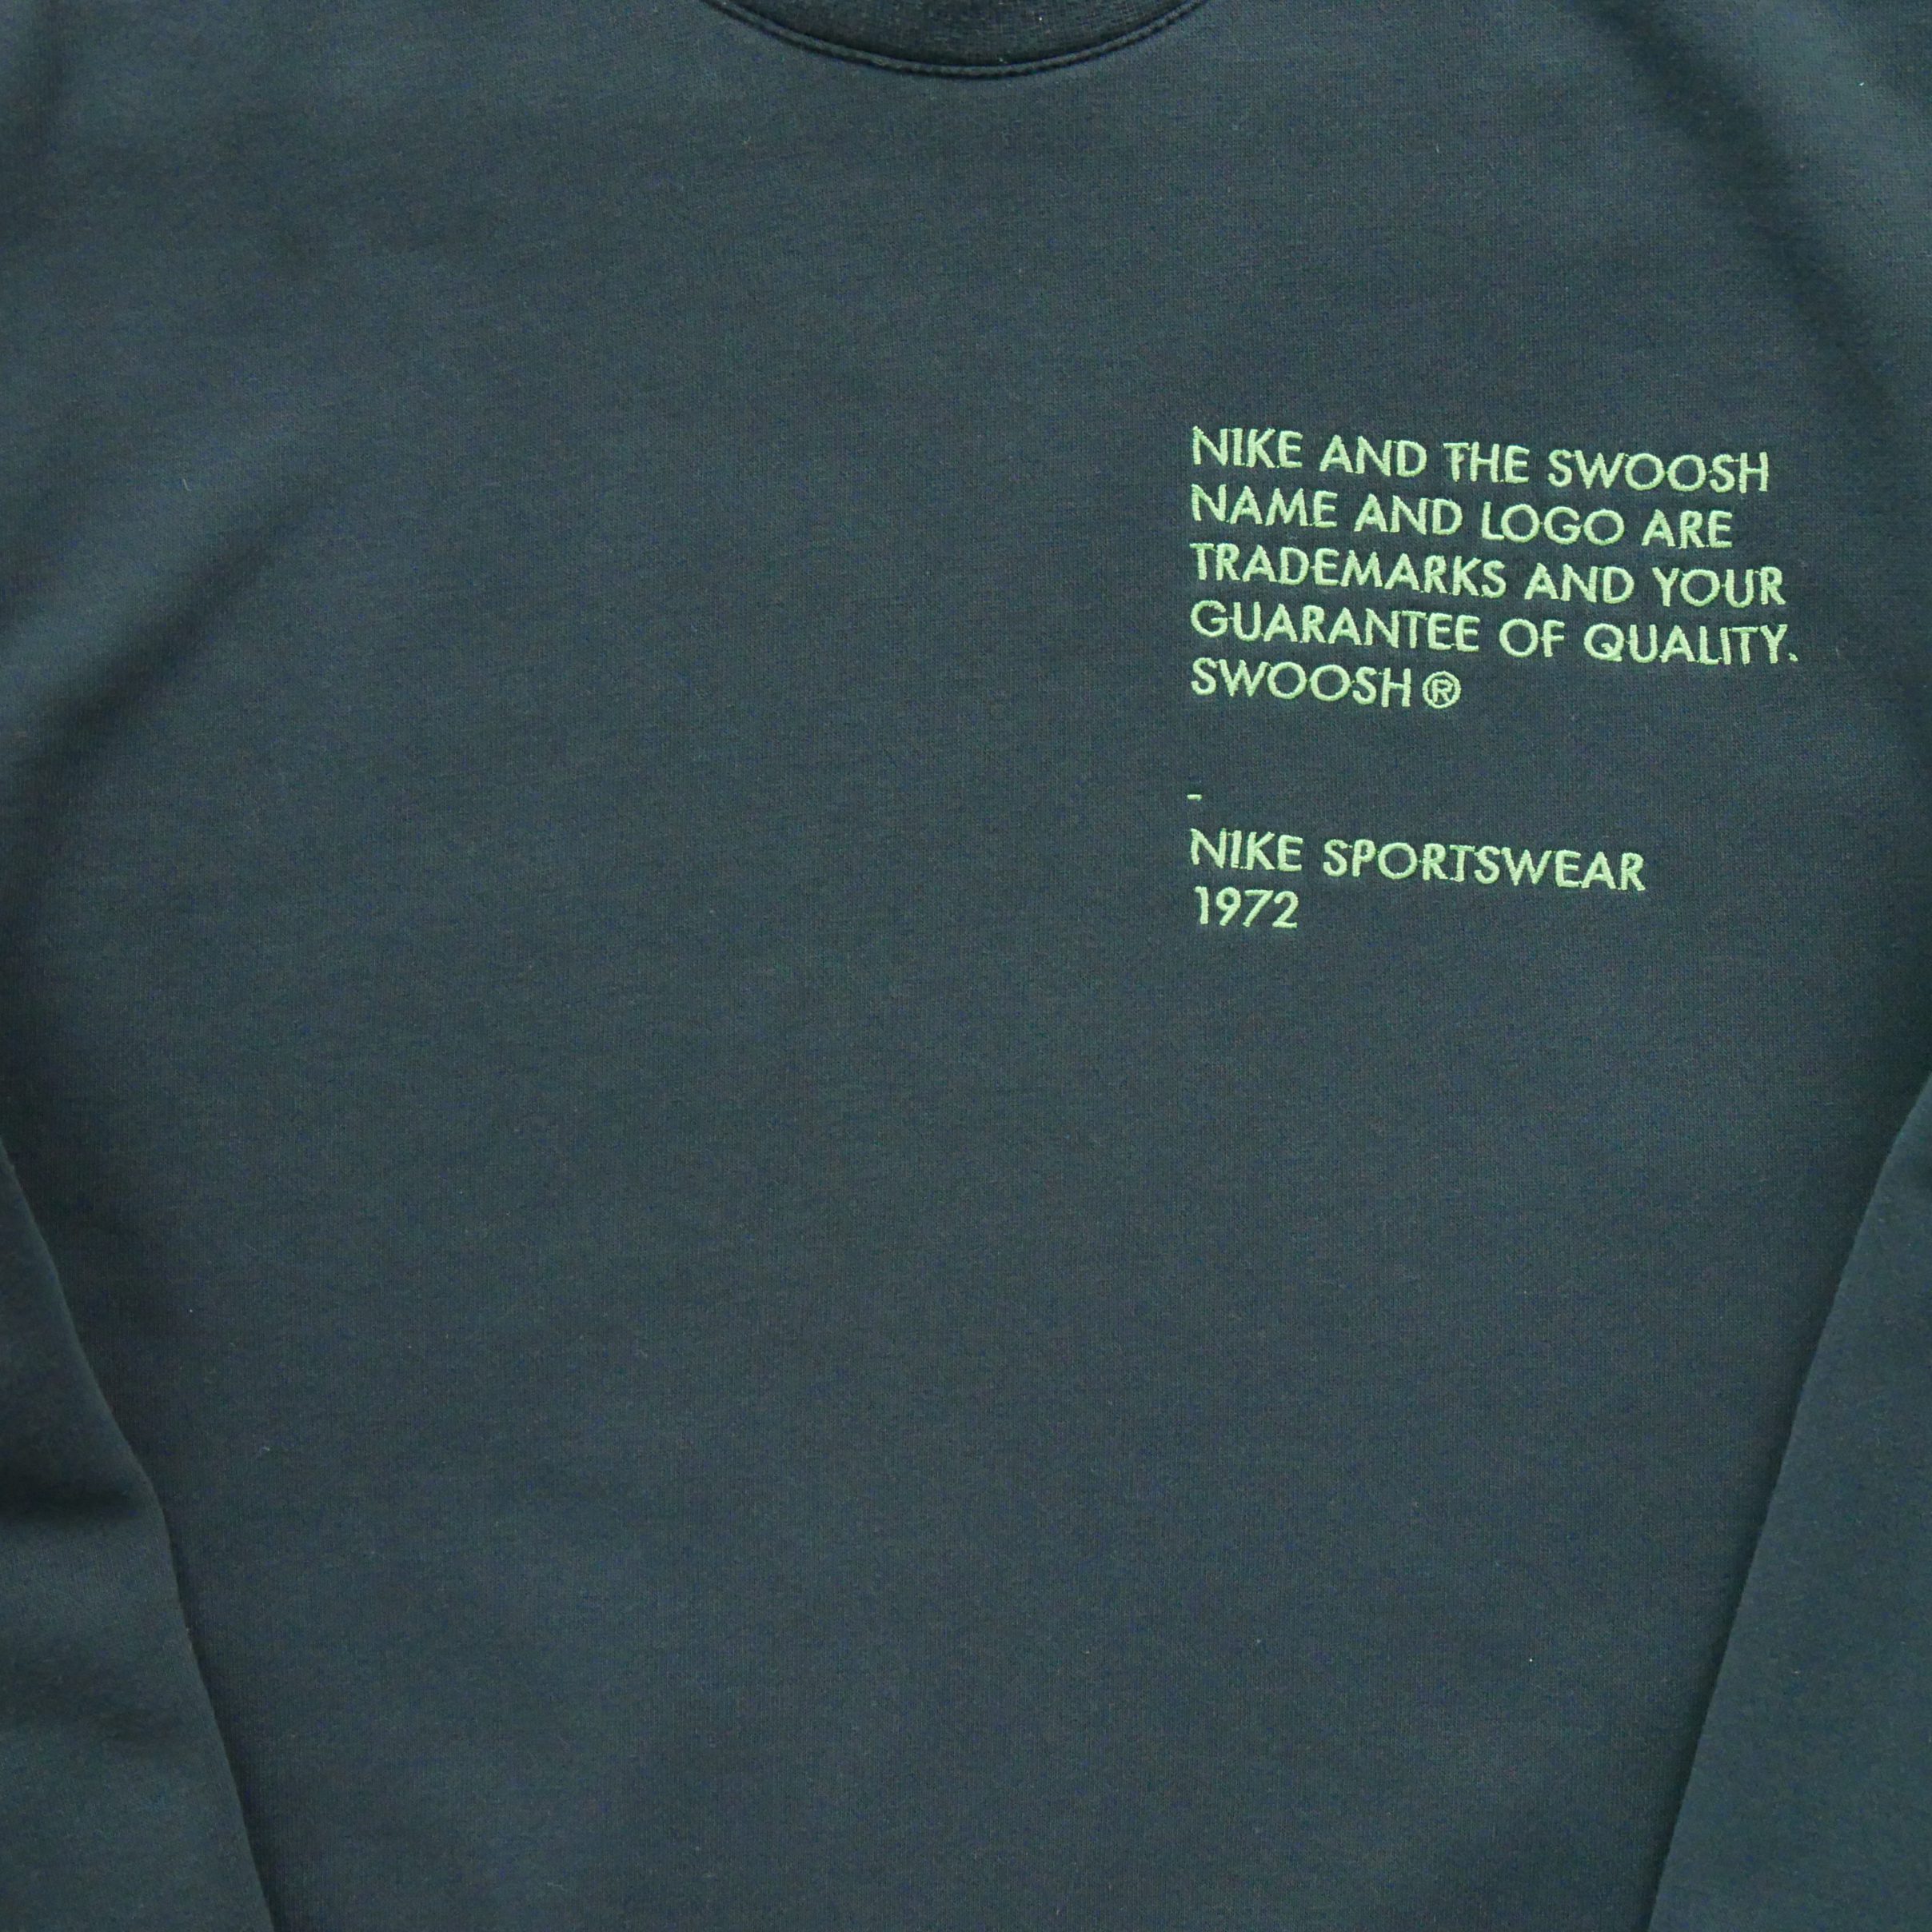 NIKE AND THE SWOOSH
NAME AND LOGO ARE
TRADEMARKS AND YOUR
GUARANTEE OF QUALITY.
SWOOSH®
-
NIKE SPORTSWEAR
1972